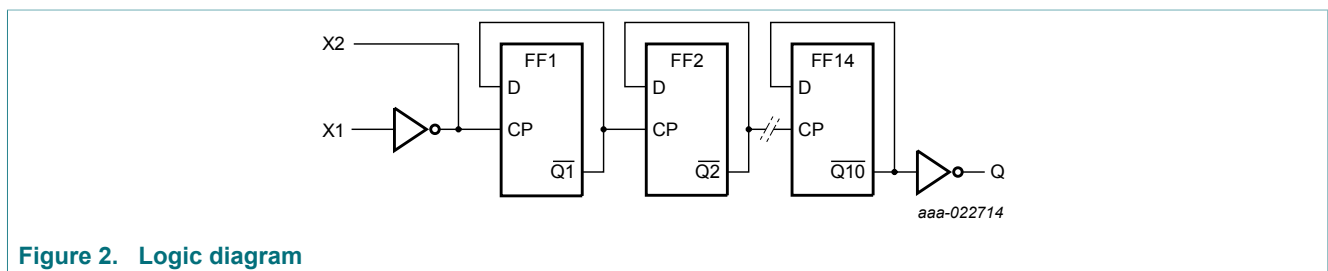 X2
FF1
FF2
FF14
D
D
D
X1
CP
CP
CP
Q1
Q2
Q10
Q
aaa-022714
Figure 2. Logic diagram